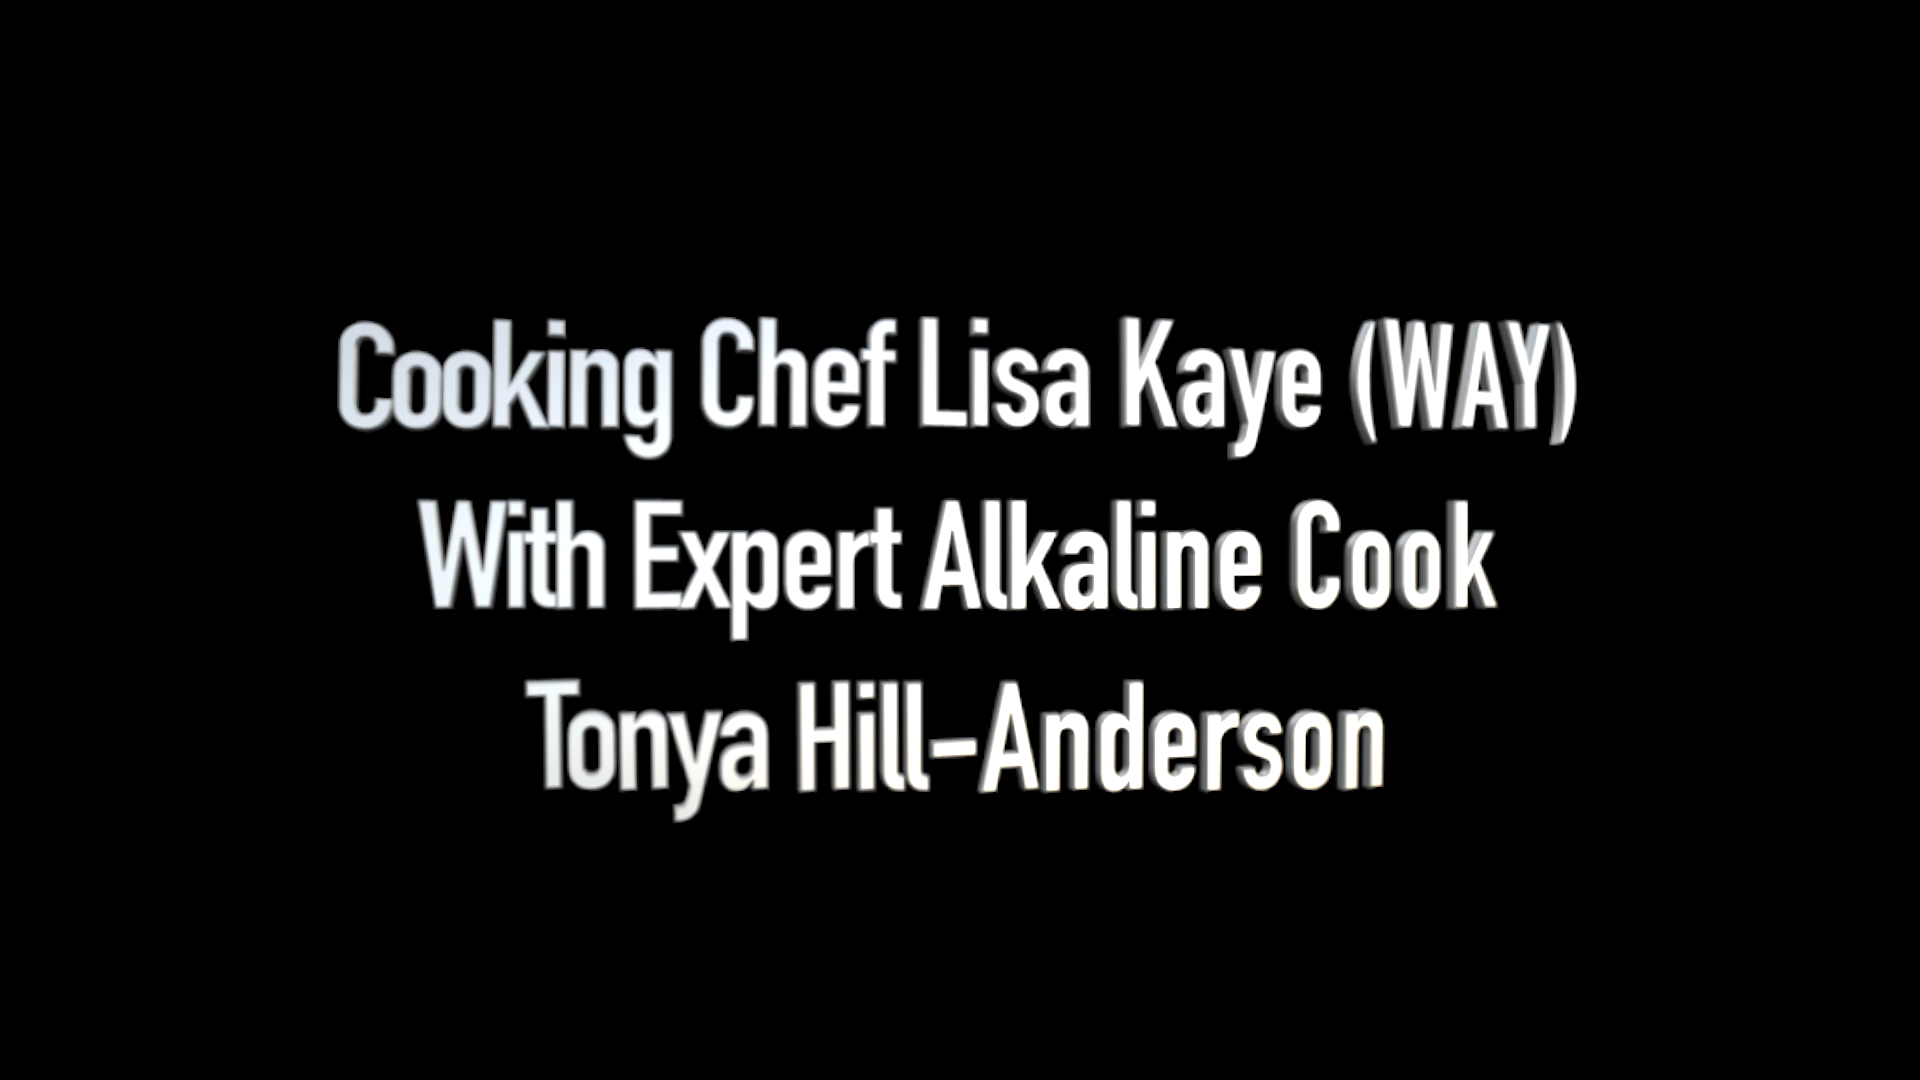 Cooking Chef Lisa Kaye (WAY)
With Expert Alkaline Cook
Tonya Hill-Anderson